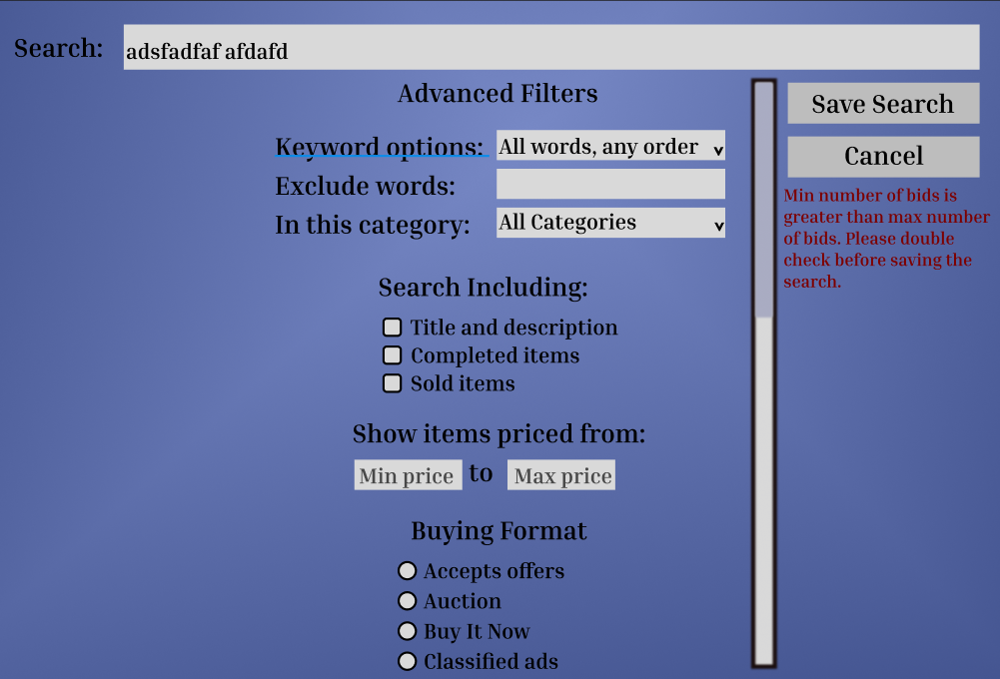 Search: adsfadfaf afdafd
Advanced Filters
Save Search
Keyword options: All words, any order
Cancel
Exclude words:
In this category: All Categories
Min number of bids is
greater than max number
of bids. Please double
check before saving the
search.
Search Including:
Title and description
Completed items
Sold items
Show items priced from:
Min price to Max price
Buying Format
Accepts offers
Auction
Buy It Now
Classified ads